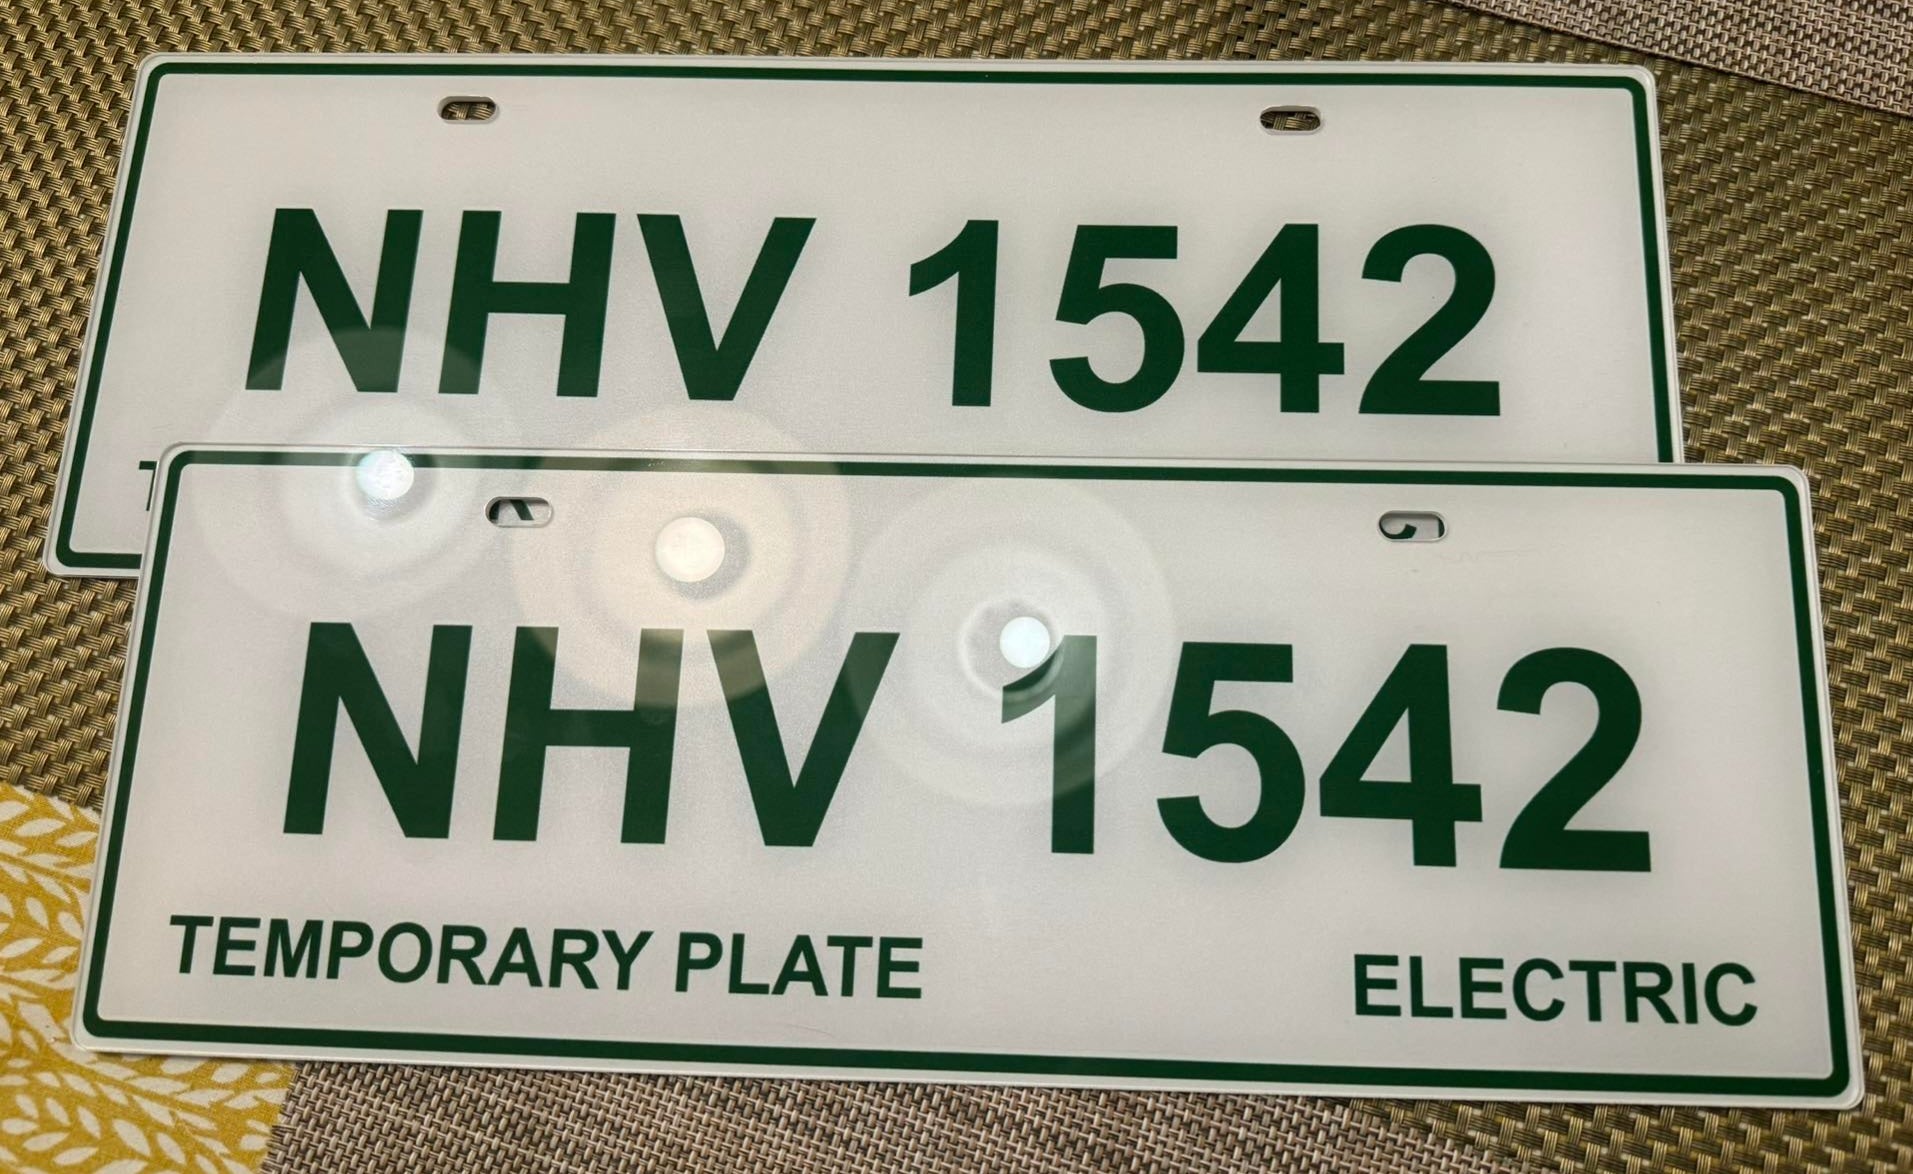 NHV 1542
T
NHV 1542
TEMPORARY PLATE ELECTRIC